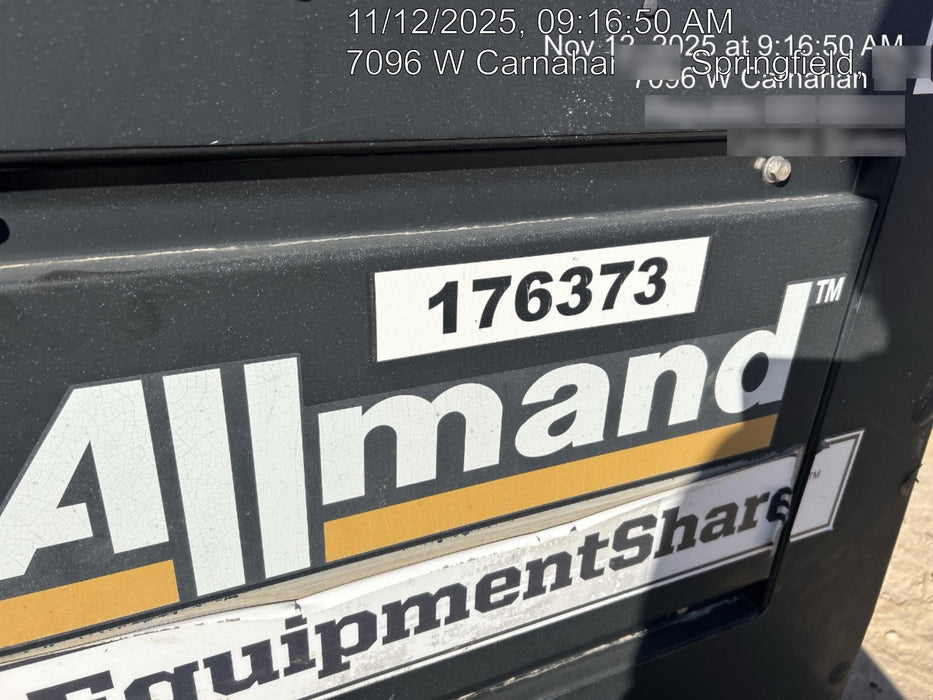 11/12/2025, 09:16:50 AM
Nov 12, 2025 at 9:16:50 AM
7096 W Carnahan Springfield,
7096 W Carnahan
176373
Allmand™
EquipmentShare™